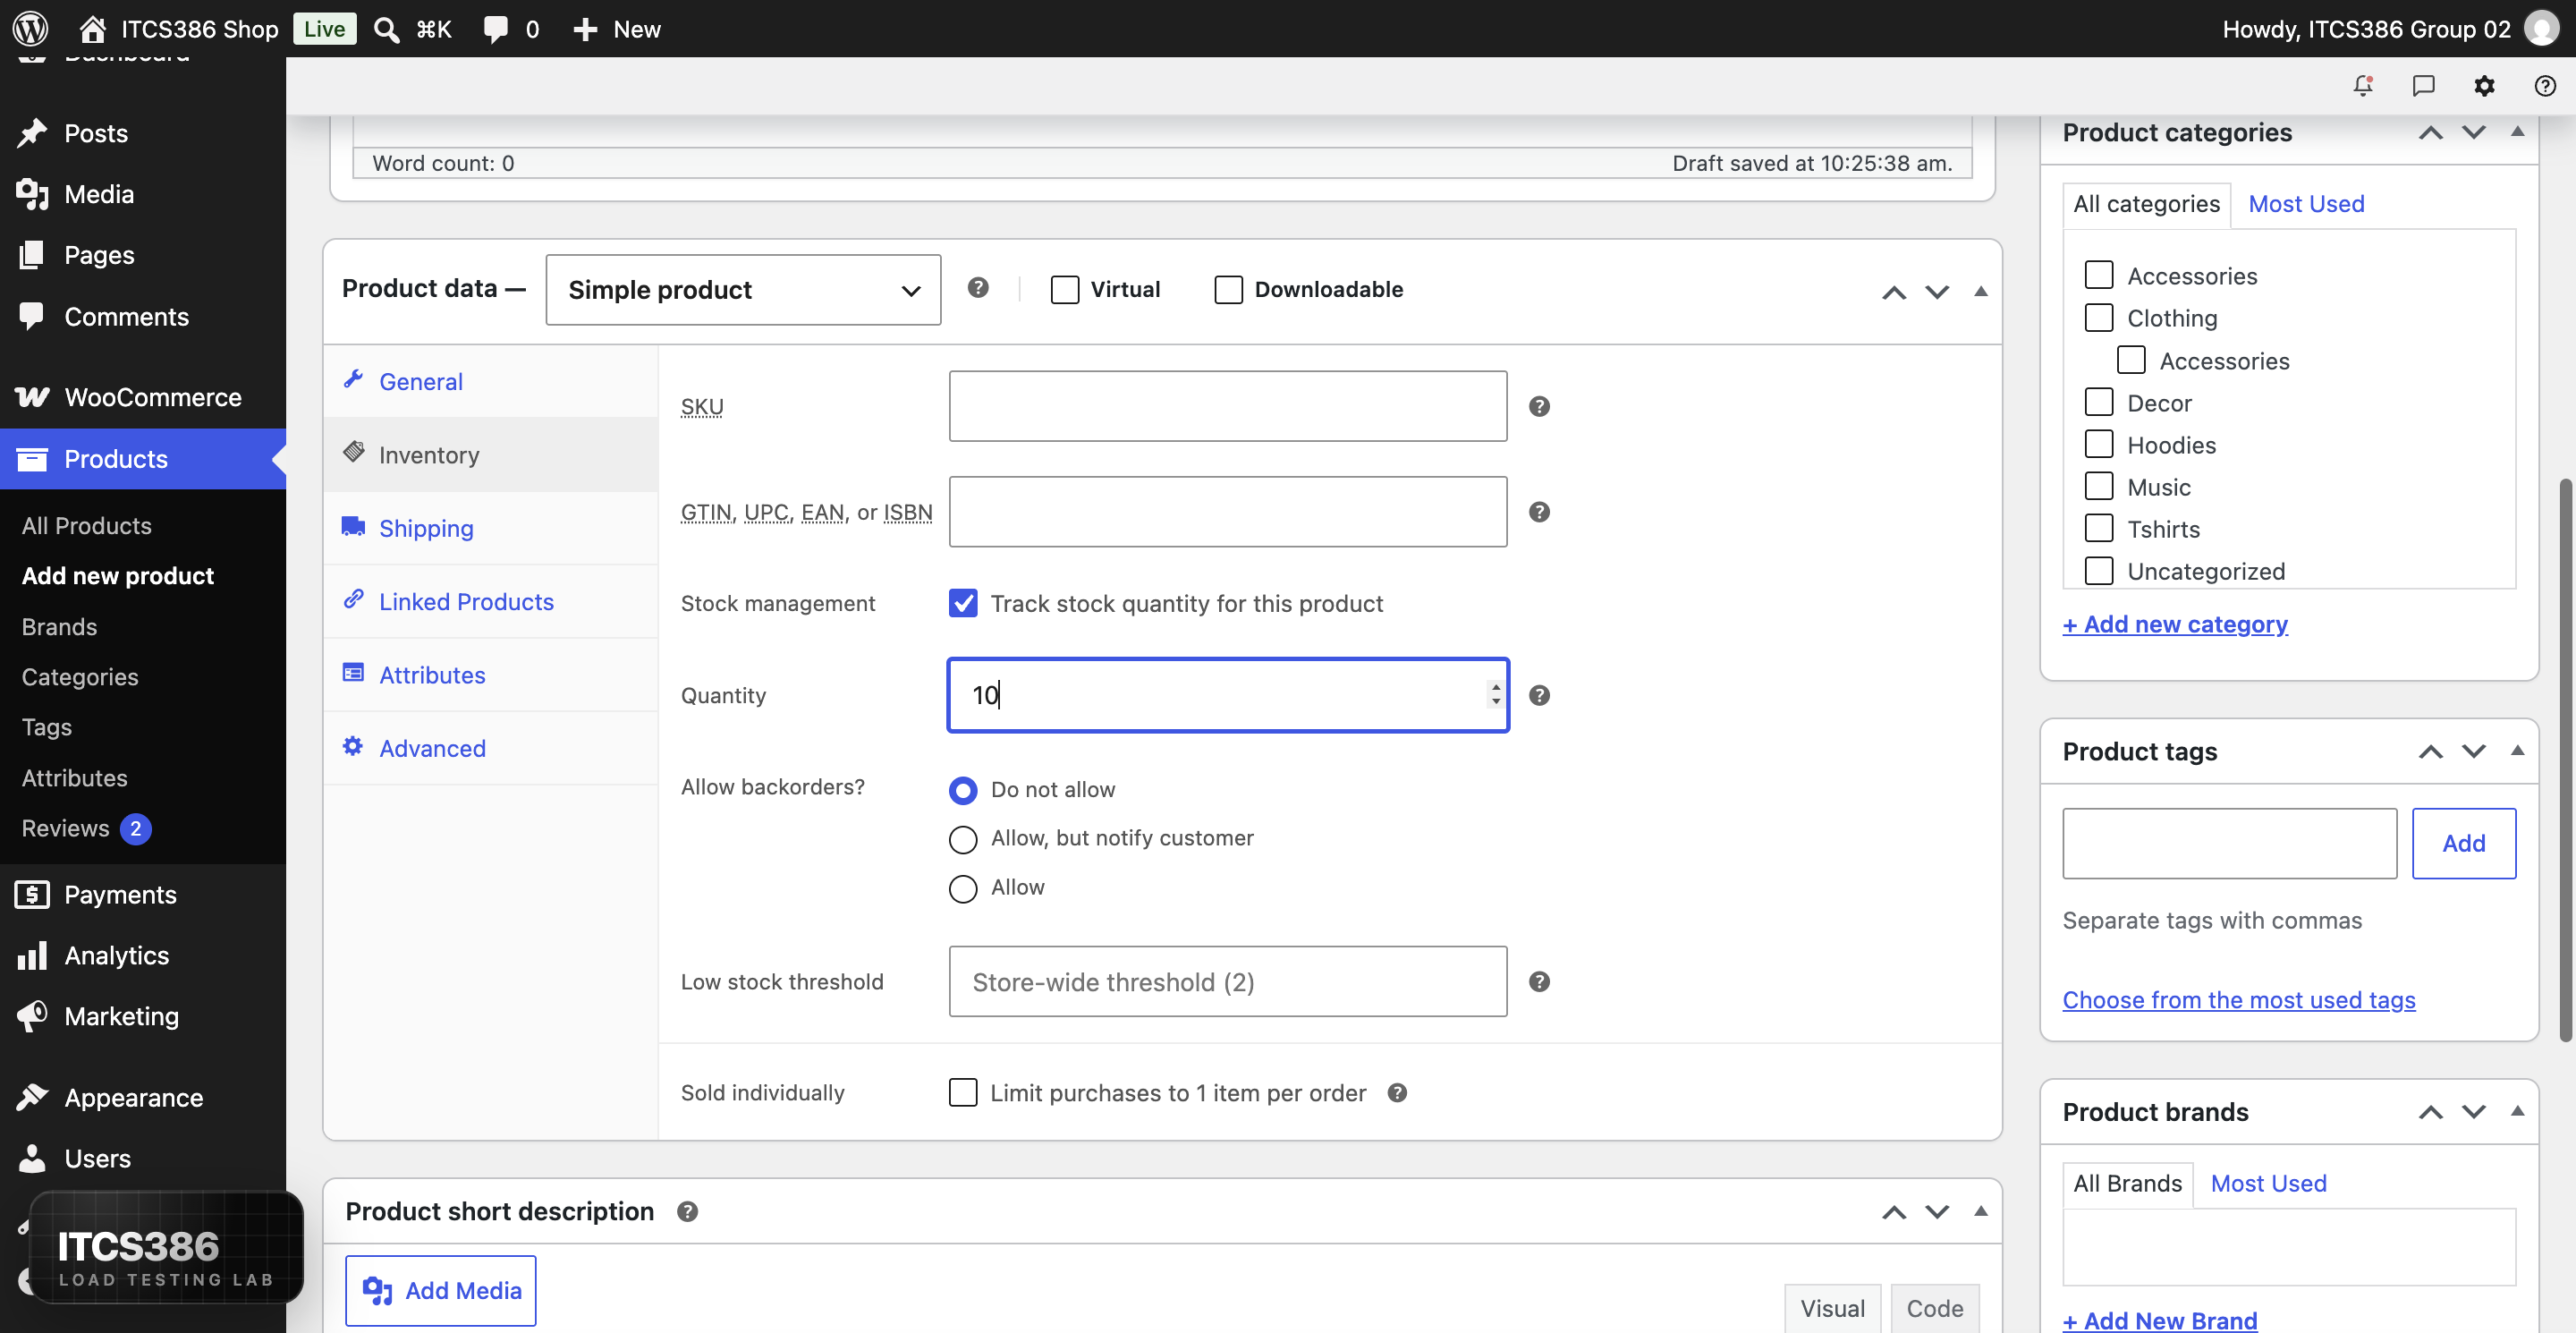 ITCS386 Shop
Live
⌘K
0
New
Howdy, ITCS386 Group 02
Dashboard
Posts
Media
Pages
Comments
WooCommerce
Products
All Products
Add new product
Brands
Categories
Tags
Attributes
Reviews 2
Payments
Analytics
Marketing
Appearance
Users
ITCS386
LOAD TESTING LAB
Word count: 0
Draft saved at 10:25:38 am.
Product data —
Simple product
Virtual
Downloadable
General
Inventory
Shipping
Linked Products
Attributes
Advanced
SKU
GTIN, UPC, EAN, or ISBN
Stock management
Track stock quantity for this product
Quantity
10
Allow backorders?
Do not allow
Allow, but notify customer
Allow
Low stock threshold
Store-wide threshold (2)
Sold individually
Limit purchases to 1 item per order
Product short description
Add Media
Visual
Code
Product categories
All categories
Most Used
Accessories
Clothing
Accessories
Decor
Hoodies
Music
Tshirts
Uncategorized
+ Add new category
Product tags
Add
Separate tags with commas
Choose from the most used tags
Product brands
All Brands
Most Used
+ Add New Brand